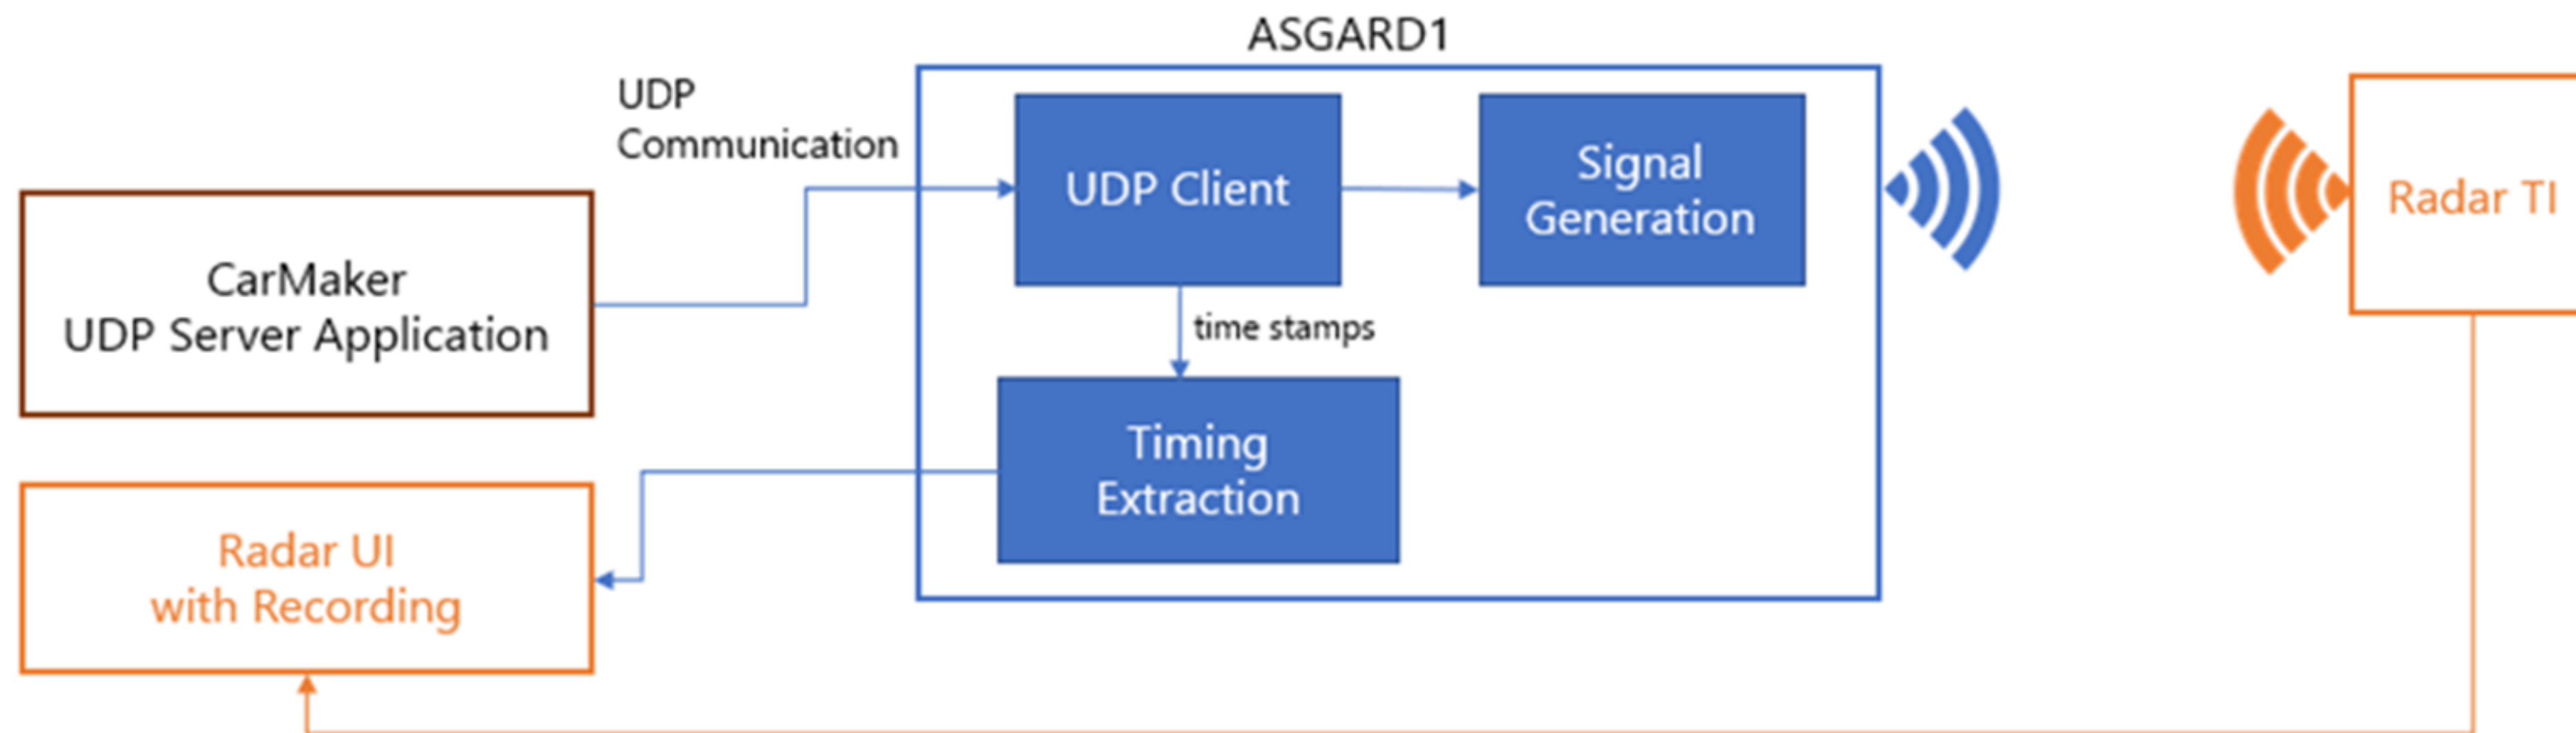 ASGARD1
UDP
Communication
UDP Client
Signal
Generation
Radar TI
CarMaker
UDP Server Application
time stamps
Timing
Extraction
Radar UI
with Recording